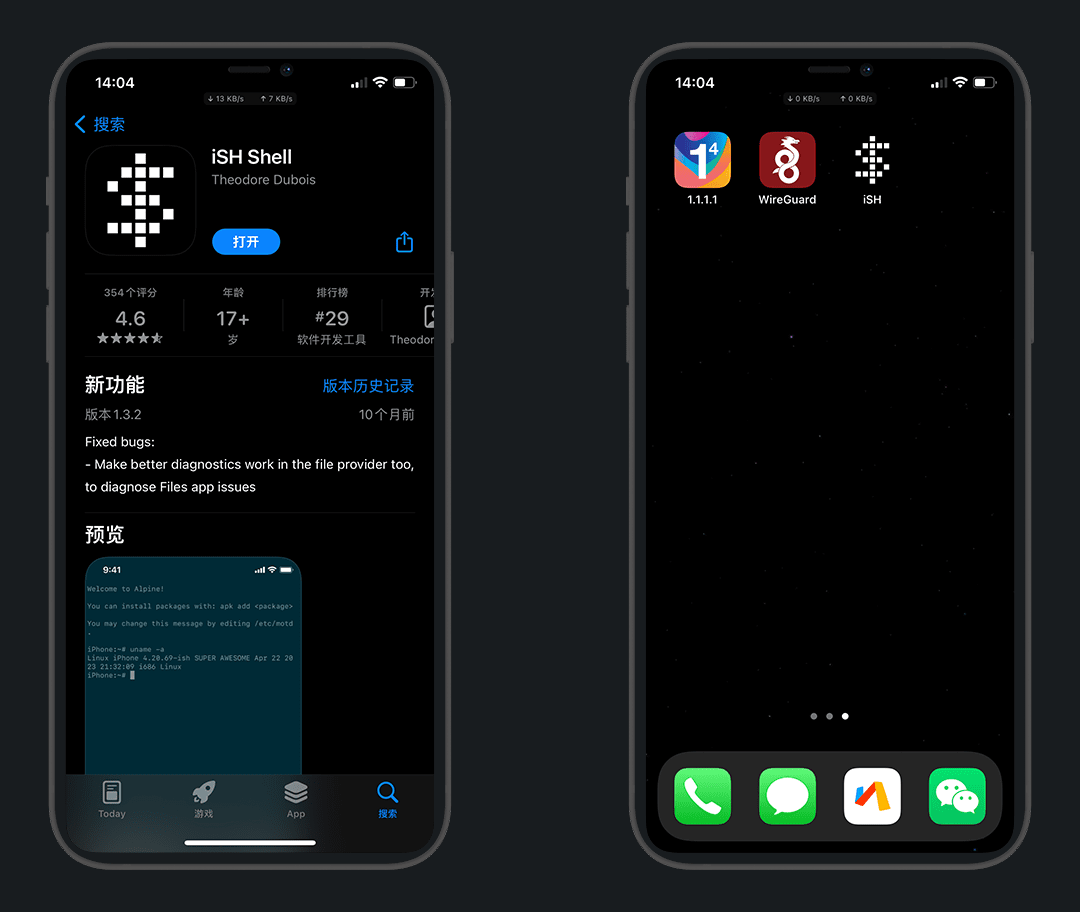 14:04
↓ 13 KB/s ↑ 7 KB/s
搜索
iSH Shell
Theodore Dubois
打开
354个评分
4.6
年龄
17+
岁
排行榜
#29
软件开发工具
开发
Theodor
新功能
版本历史记录
版本 1.3.2
10个月前
Fixed bugs:
- Make better diagnostics work in the file provider too,
to diagnose Files app issues
预览
9:41
Welcome to Alpine!
You can install packages with: apk add <package>
You may change this message by editing /etc/motd
.
iPhone:~# uname -a
Linux iPhone 4.20.69-ish SUPER AWESOME Apr 22 20
23 21:32:09 i686 Linux
iPhone:~#
Today
游戏
App
搜索
14:04
↓ 0 KB/s ↑ 0 KB/s
1⁴
1.1.1.1
WireGuard
iSH